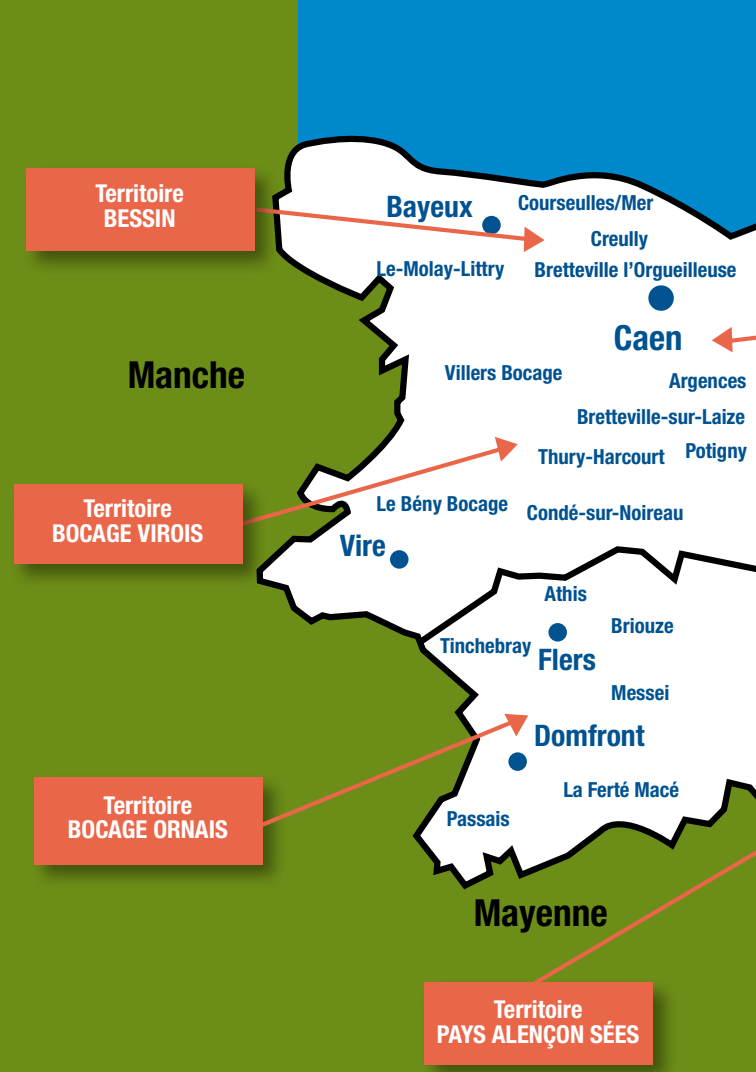 Territoire
BESSIN
Bayeux
Courseulles/Mer
Creully
Le-Molay-Littry
Bretteville l'Orgueilleuse
Caen
Manche
Villers Bocage
Argences
Bretteville-sur-Laize
Thury-Harcourt
Potigny
Territoire
BOCAGE VIROIS
Le Bény Bocage
Condé-sur-Noireau
Vire
Athis
Briouze
Tinchebray
Flers
Messei
Domfront
Territoire
BOCAGE ORNAIS
La Ferté Macé
Passais
Mayenne
Territoire
PAYS ALENÇON SÉES